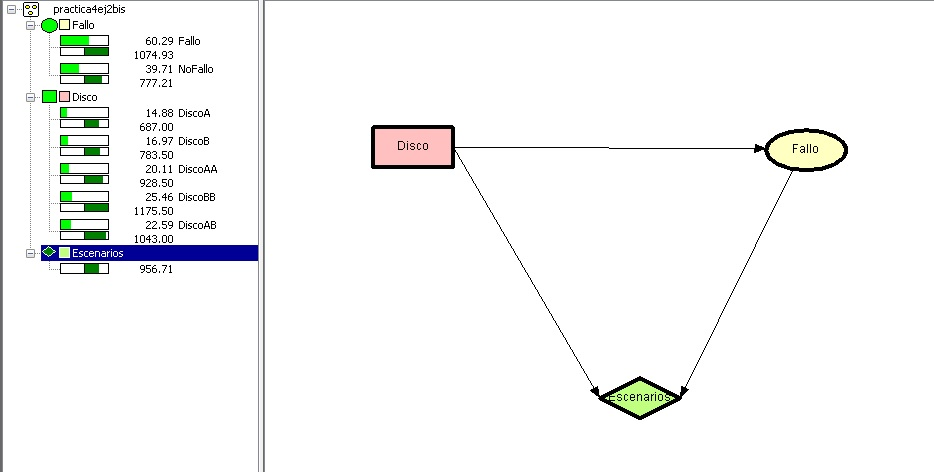 practica4ej2bis
Fallo
60.29 Fallo
1074.93
39.71 NoFallo
777.21
Disco
14.88 DiscoA
687.00
16.97 DiscoB
783.50
20.11 DiscoAA
928.50
25.46 DiscoBB
1175.50
22.59 DiscoAB
1043.00
Escenarios
956.71
Disco
Fallo
Escenarios